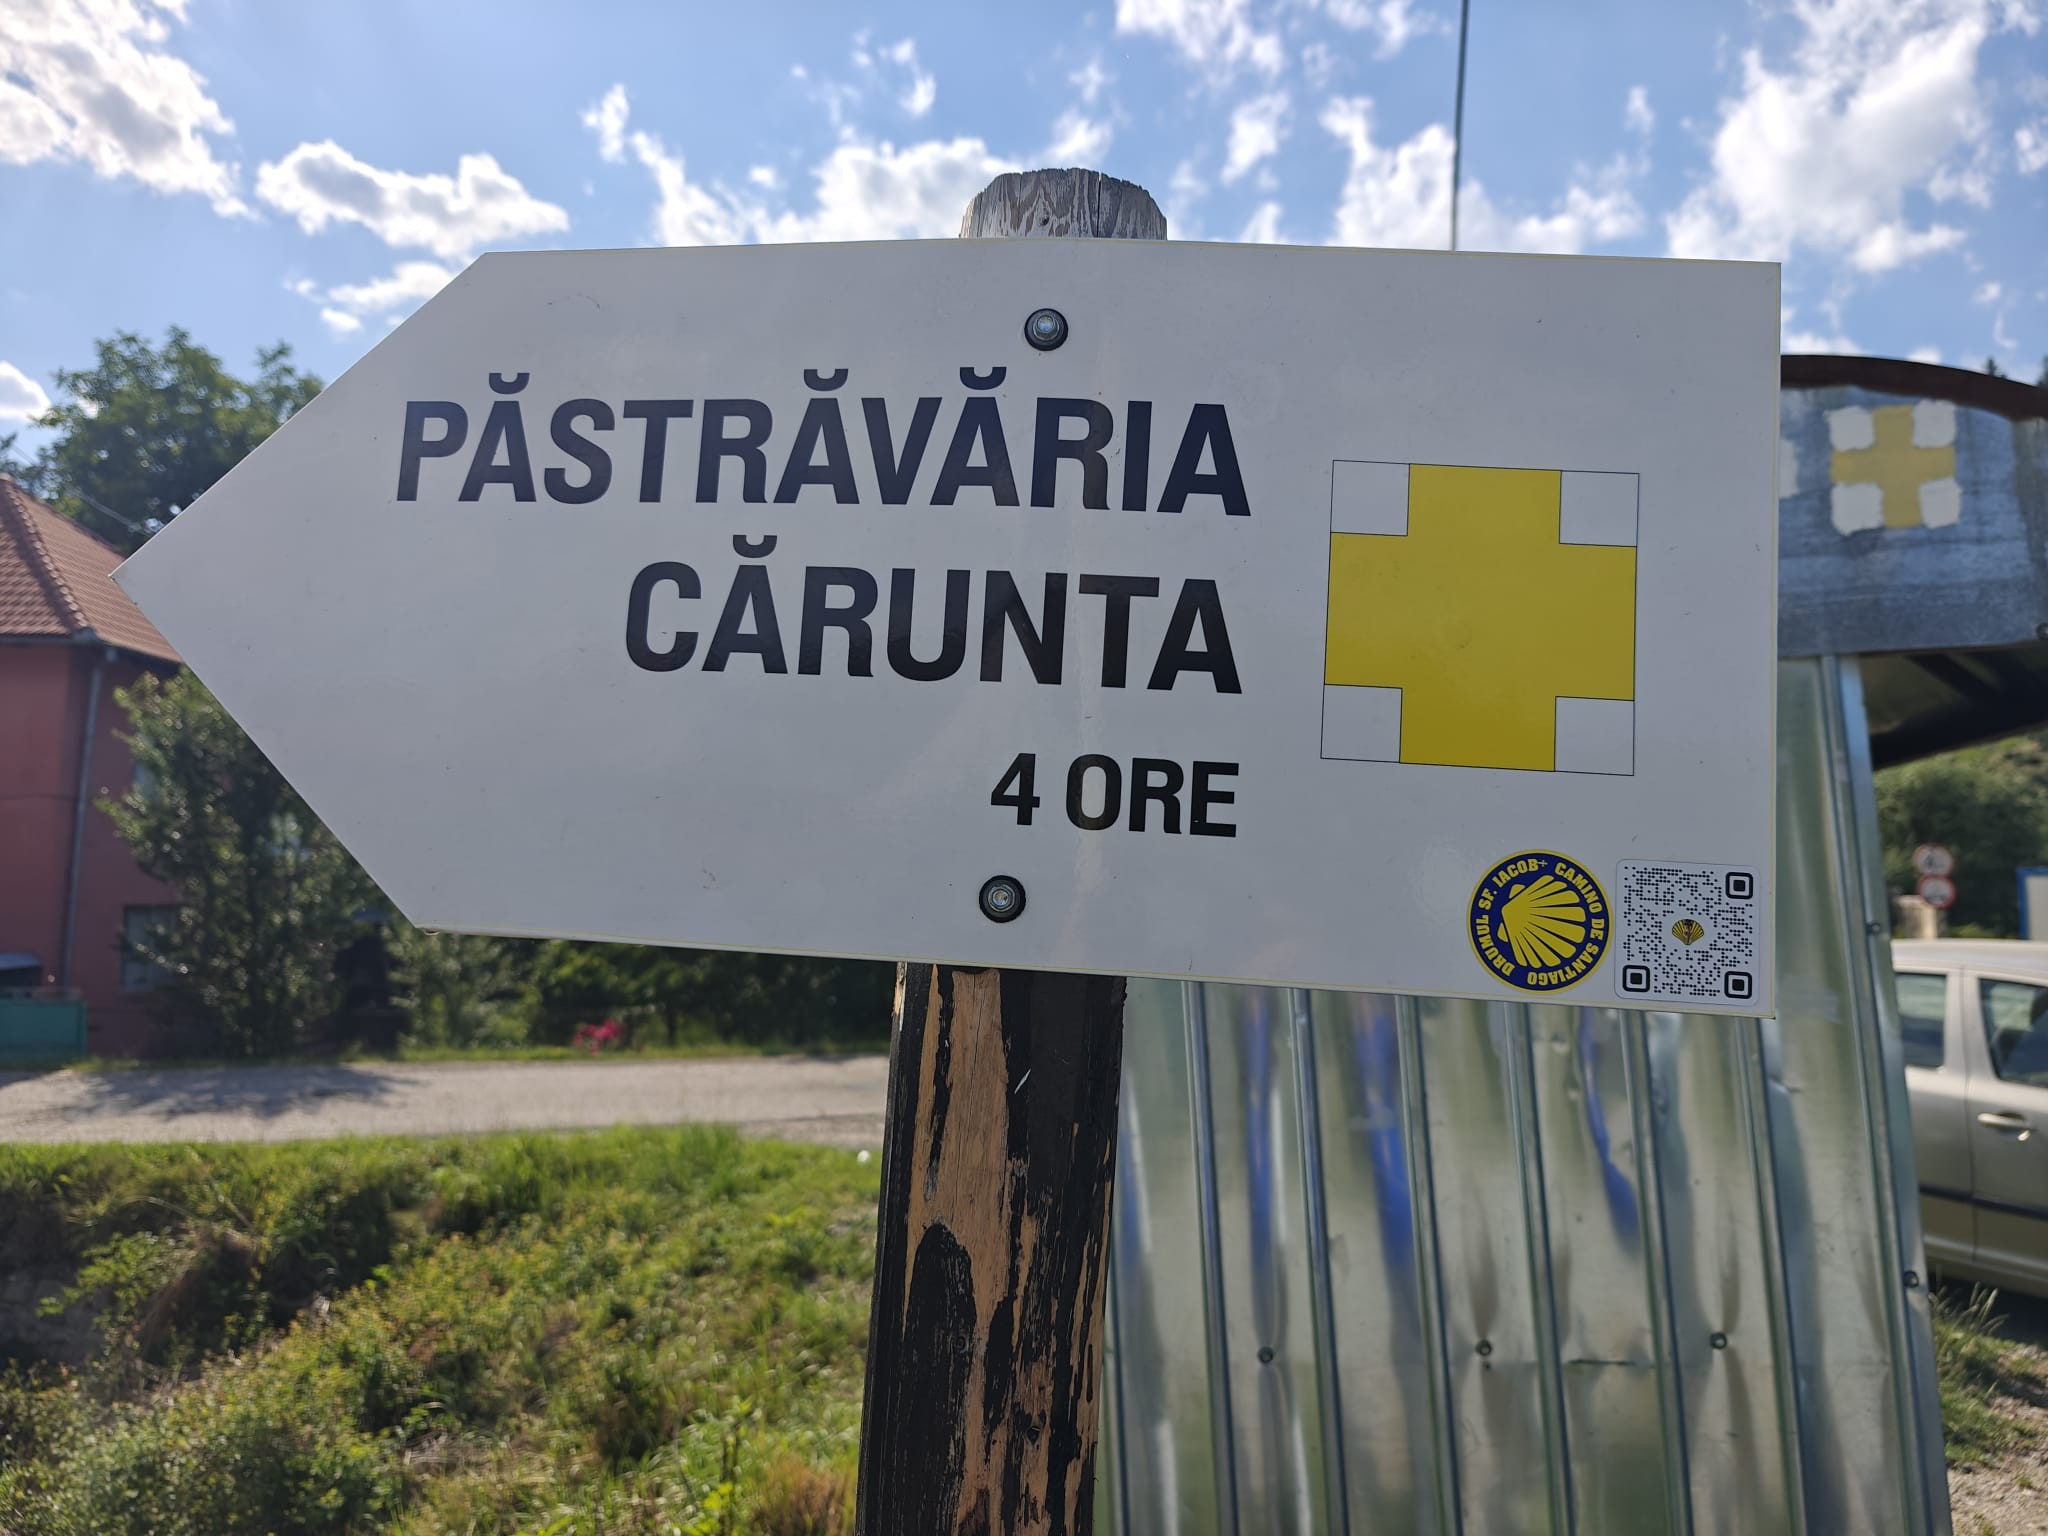 PĂSTRĂVĂRIA
CĂRUNTA
4 ORE
DRUMUL SF. IACOB + CAMINO DE SANTIAGO